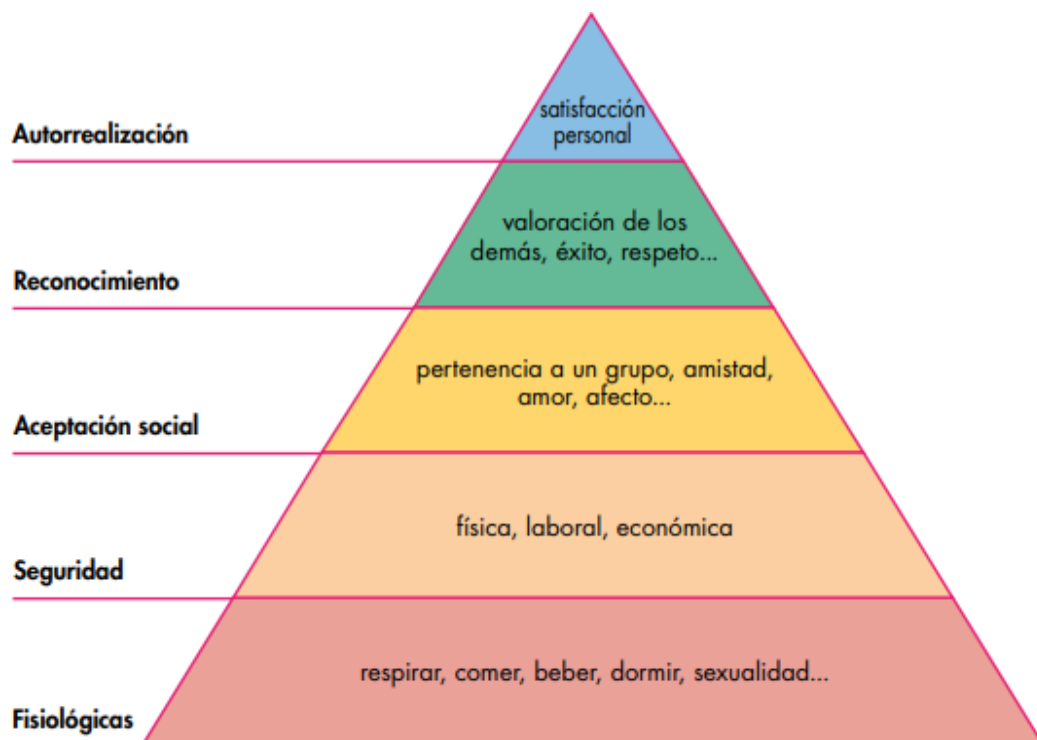 satisfacción
personal
Autorrealización
valoración de los
demás, éxito, respeto...
Reconocimiento
pertenencia a un grupo, amistad,
amor, afecto...
Aceptación social
física, laboral, económica
Seguridad
respirar, comer, beber, dormir, sexualidad...
Fisiológicas